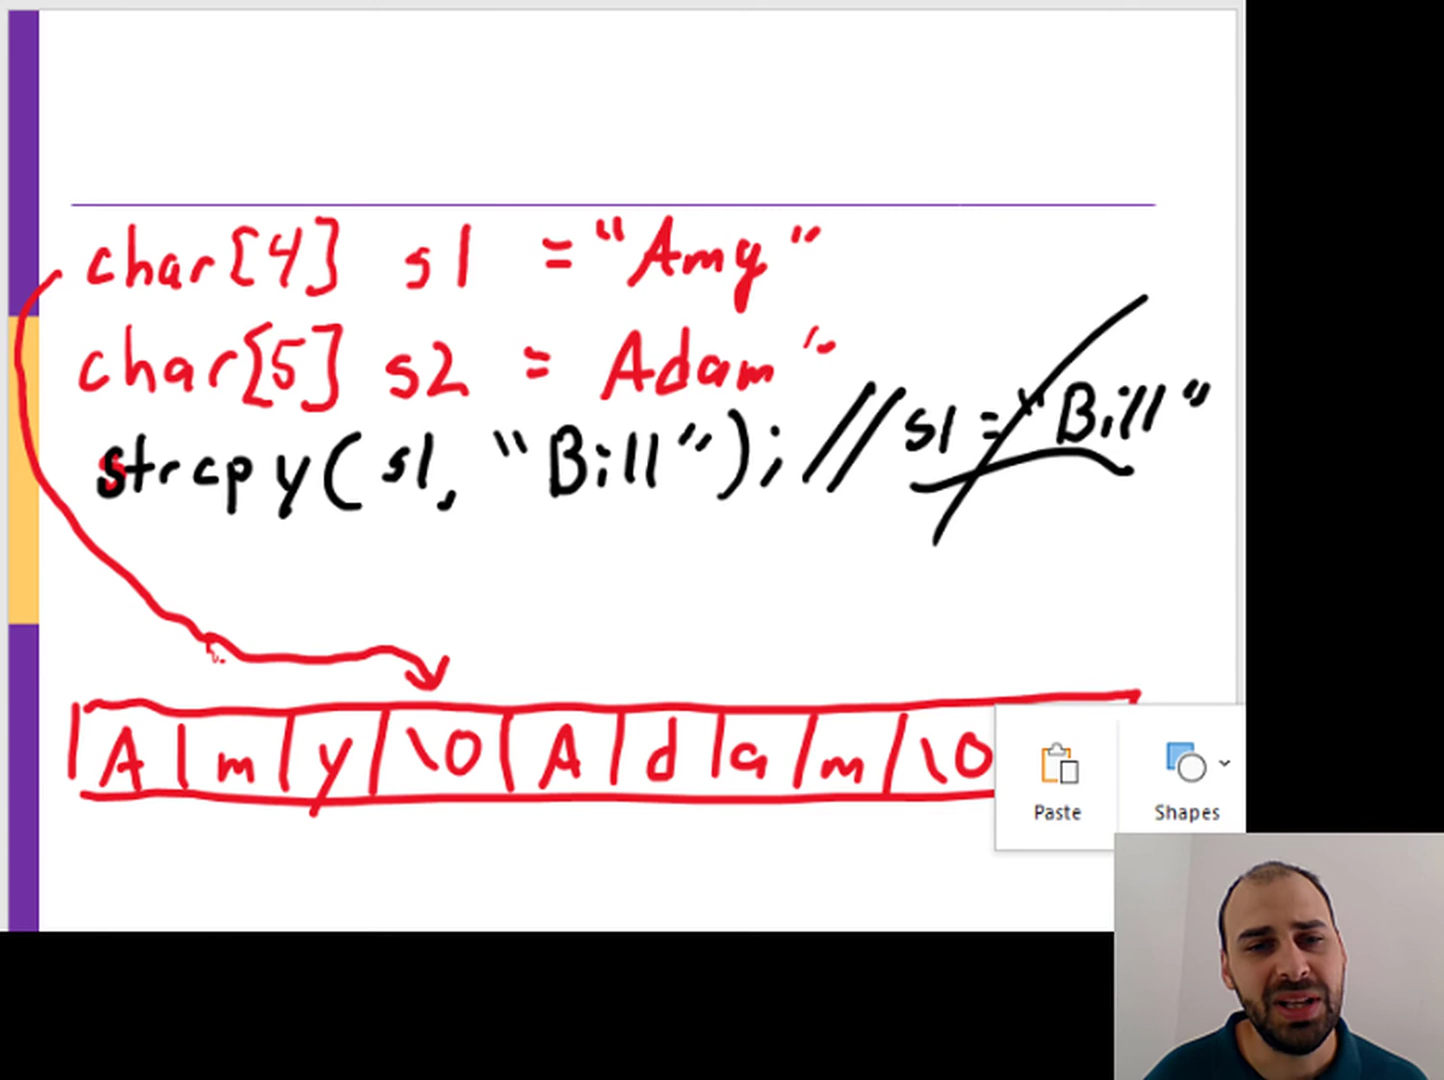 char[4] s1 = "Amy"
char[5] s2 = Adam"
strcpy(s1, "Bill"); // s1 = "Bill"
A m y \0 A d a m \0
Paste Shapes